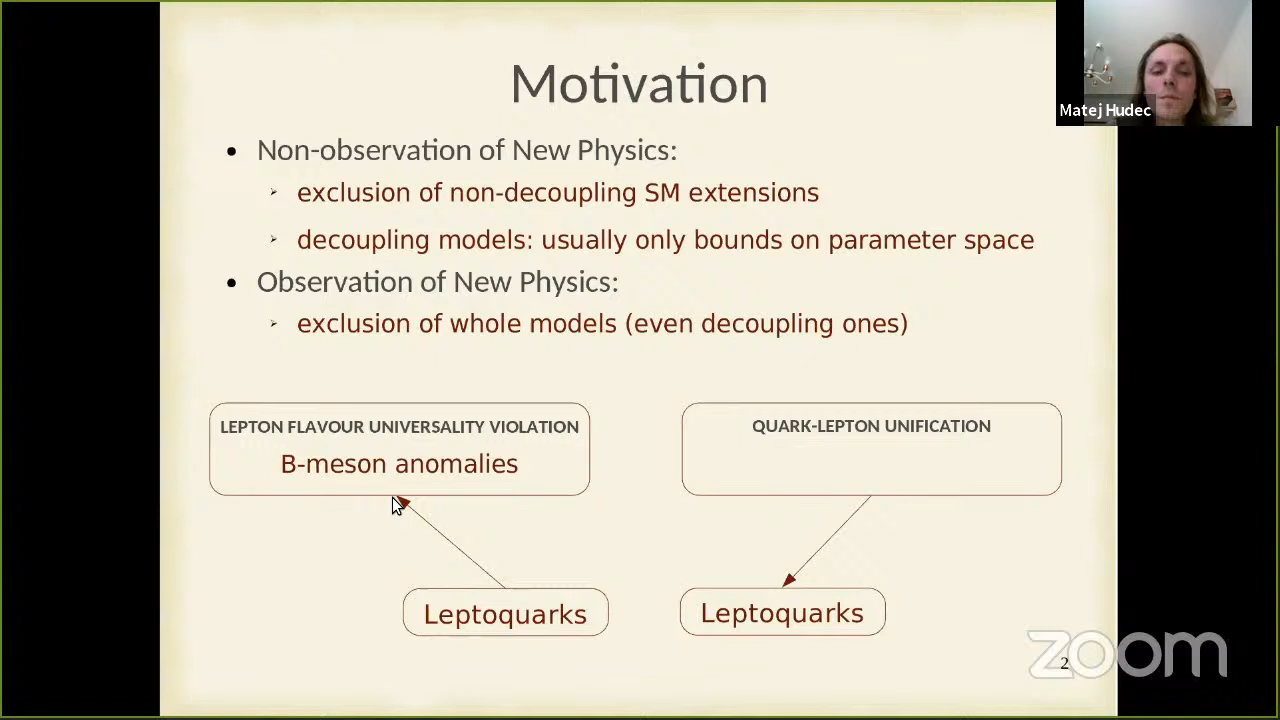 Motivation
Matej Hudec
Non-observation of New Physics:
exclusion of non-decoupling SM extensions
decoupling models: usually only bounds on parameter space
Observation of New Physics:
exclusion of whole models (even decoupling ones)
LEPTON FLAVOUR UNIVERSALITY VIOLATION
B-meson anomalies
QUARK-LEPTON UNIFICATION
Leptoquarks
Leptoquarks
zoom
2